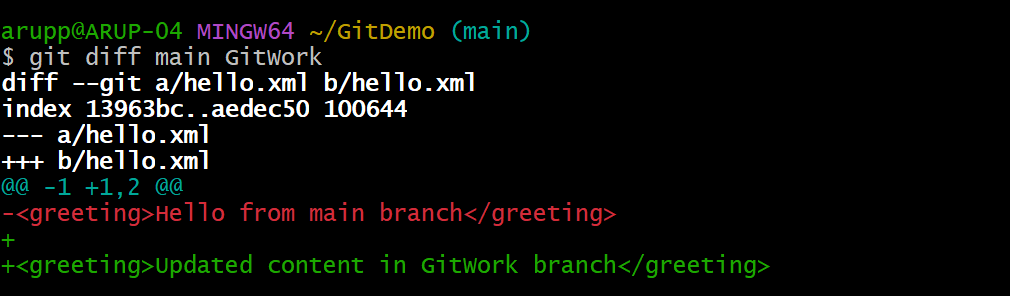 arupp@ARUP-04 MINGW64 ~/GitDemo (main)
$ git diff main GitWork
diff --git a/hello.xml b/hello.xml
index 13963bc..aedec50 100644
--- a/hello.xml
+++ b/hello.xml
@@ -1 +1,2 @@
-<greeting>Hello from main branch</greeting>
+
+<greeting>Updated content in GitWork branch</greeting>